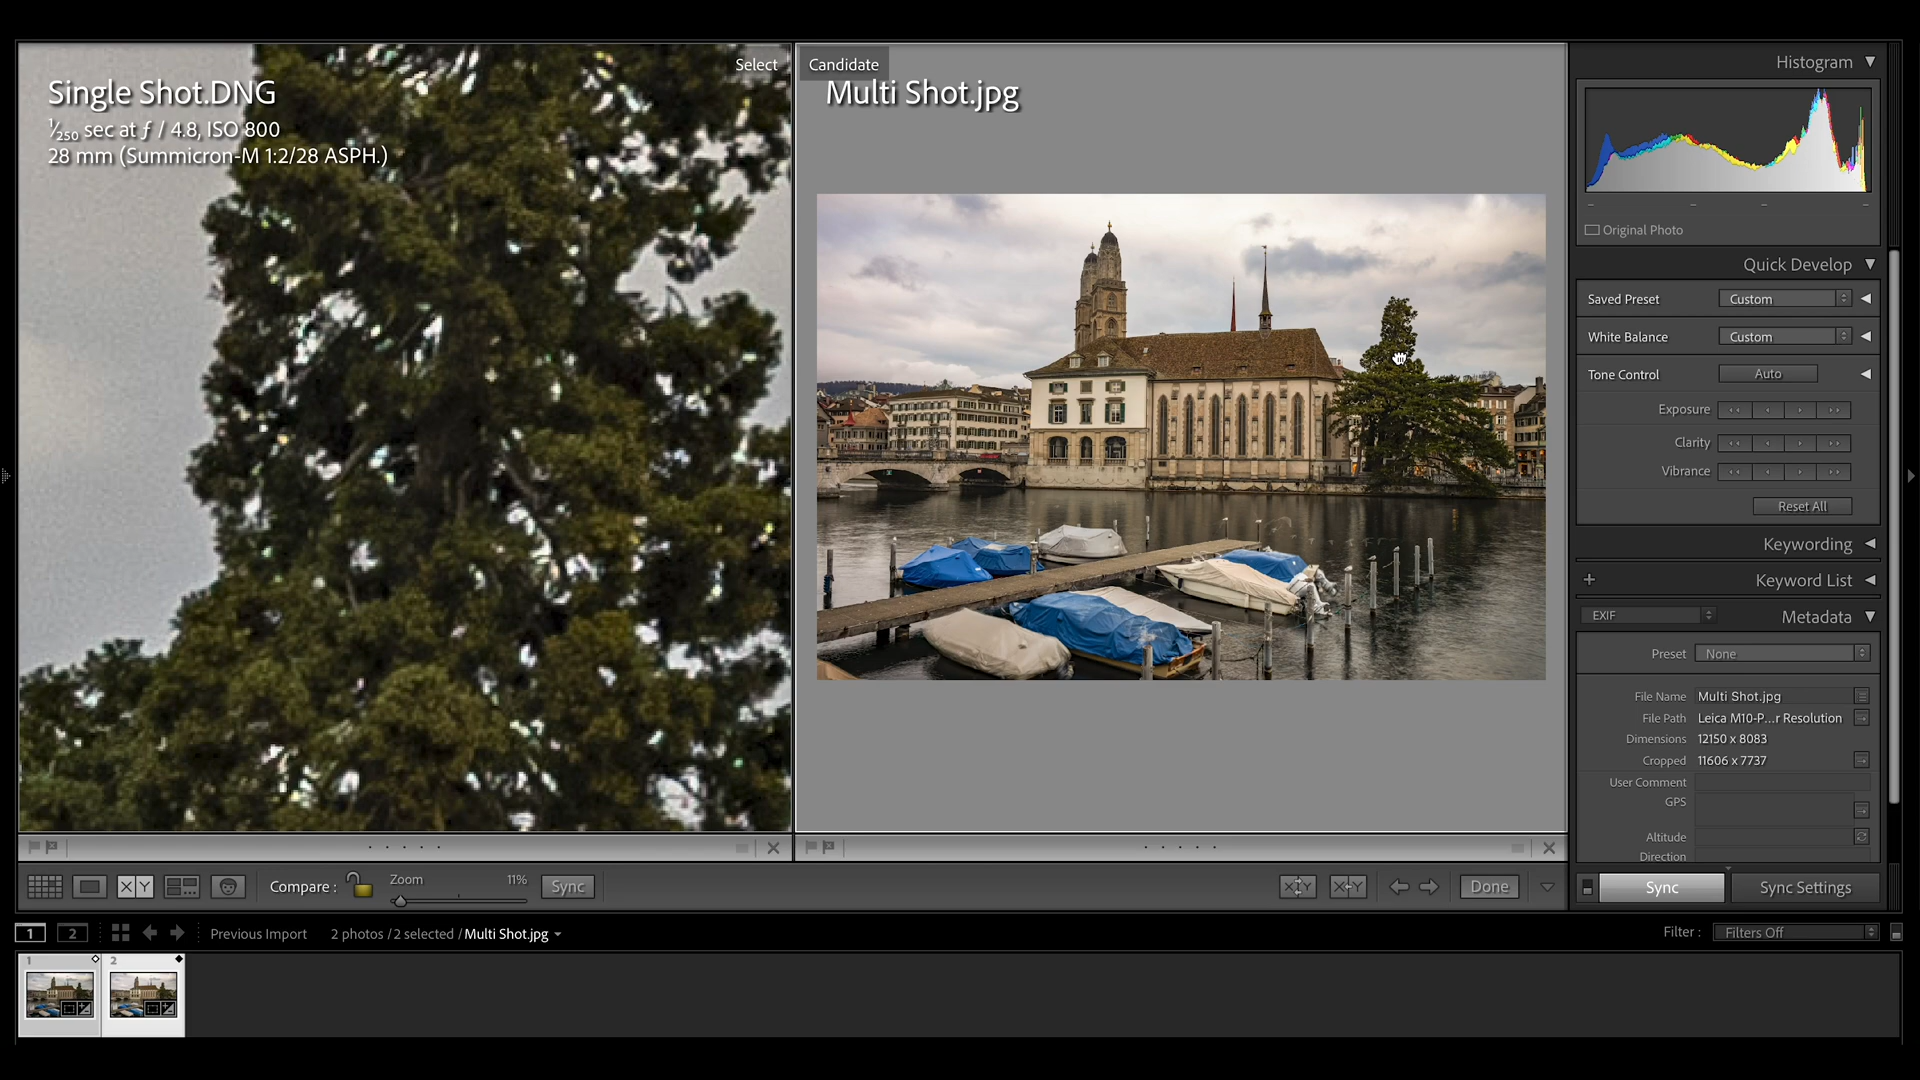 Single Shot.DNG
1/250 sec at ƒ / 4.8, ISO 800
28 mm (Summicron-M 1:2/28 ASPH.)
Select
Candidate
Multi Shot.jpg
Histogram
Original Photo
Quick Develop
Saved Preset Custom
White Balance Custom
Tone Control Auto
Exposure
Clarity
Vibrance
Reset All
Keywording
+ Keyword List
EXIF Metadata
Preset None
File Name Multi Shot.jpg
File Path Leica M10-P...r Resolution
Dimensions 12150 x 8083
Cropped 11606 x 7737
User Comment
GPS
Altitude
Direction
X Y Compare : Zoom 11% Sync
X Y X Y Done
Sync Sync Settings
1 2 Previous Import 2 photos / 2 selected / Multi Shot.jpg
Filter : Filters Off
1 2